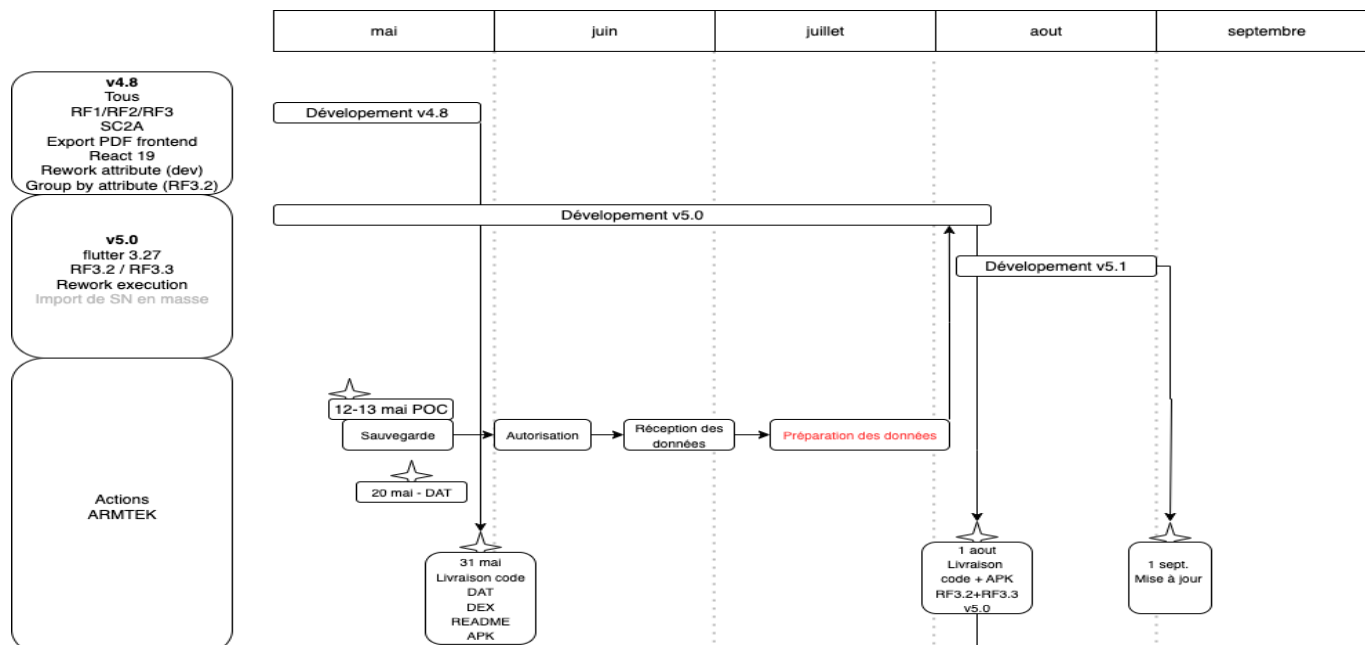 mai
juin
juillet
aout
septembre
v4.8
Tous
RF1/RF2/RF3
SC2A
Export PDF frontend
React 19
Rework attribute (dev)
Group by attribute (RF3.2)
Dévelopement v4.8
v5.0
flutter 3.27
RF3.2 / RF3.3
Rework execution
Import de SN en masse
Dévelopement v5.0
Dévelopement v5.1
Actions
ARMTEK
12-13 mai POC
Sauvegarde
Autorisation
Réception des
données
Préparation des données
20 mai - DAT
31 mai
Livraison code
DAT
DEX
README
APK
1 aout
Livraison
code + APK
RF3.2+RF3.3
v5.0
1 sept.
Mise à jour